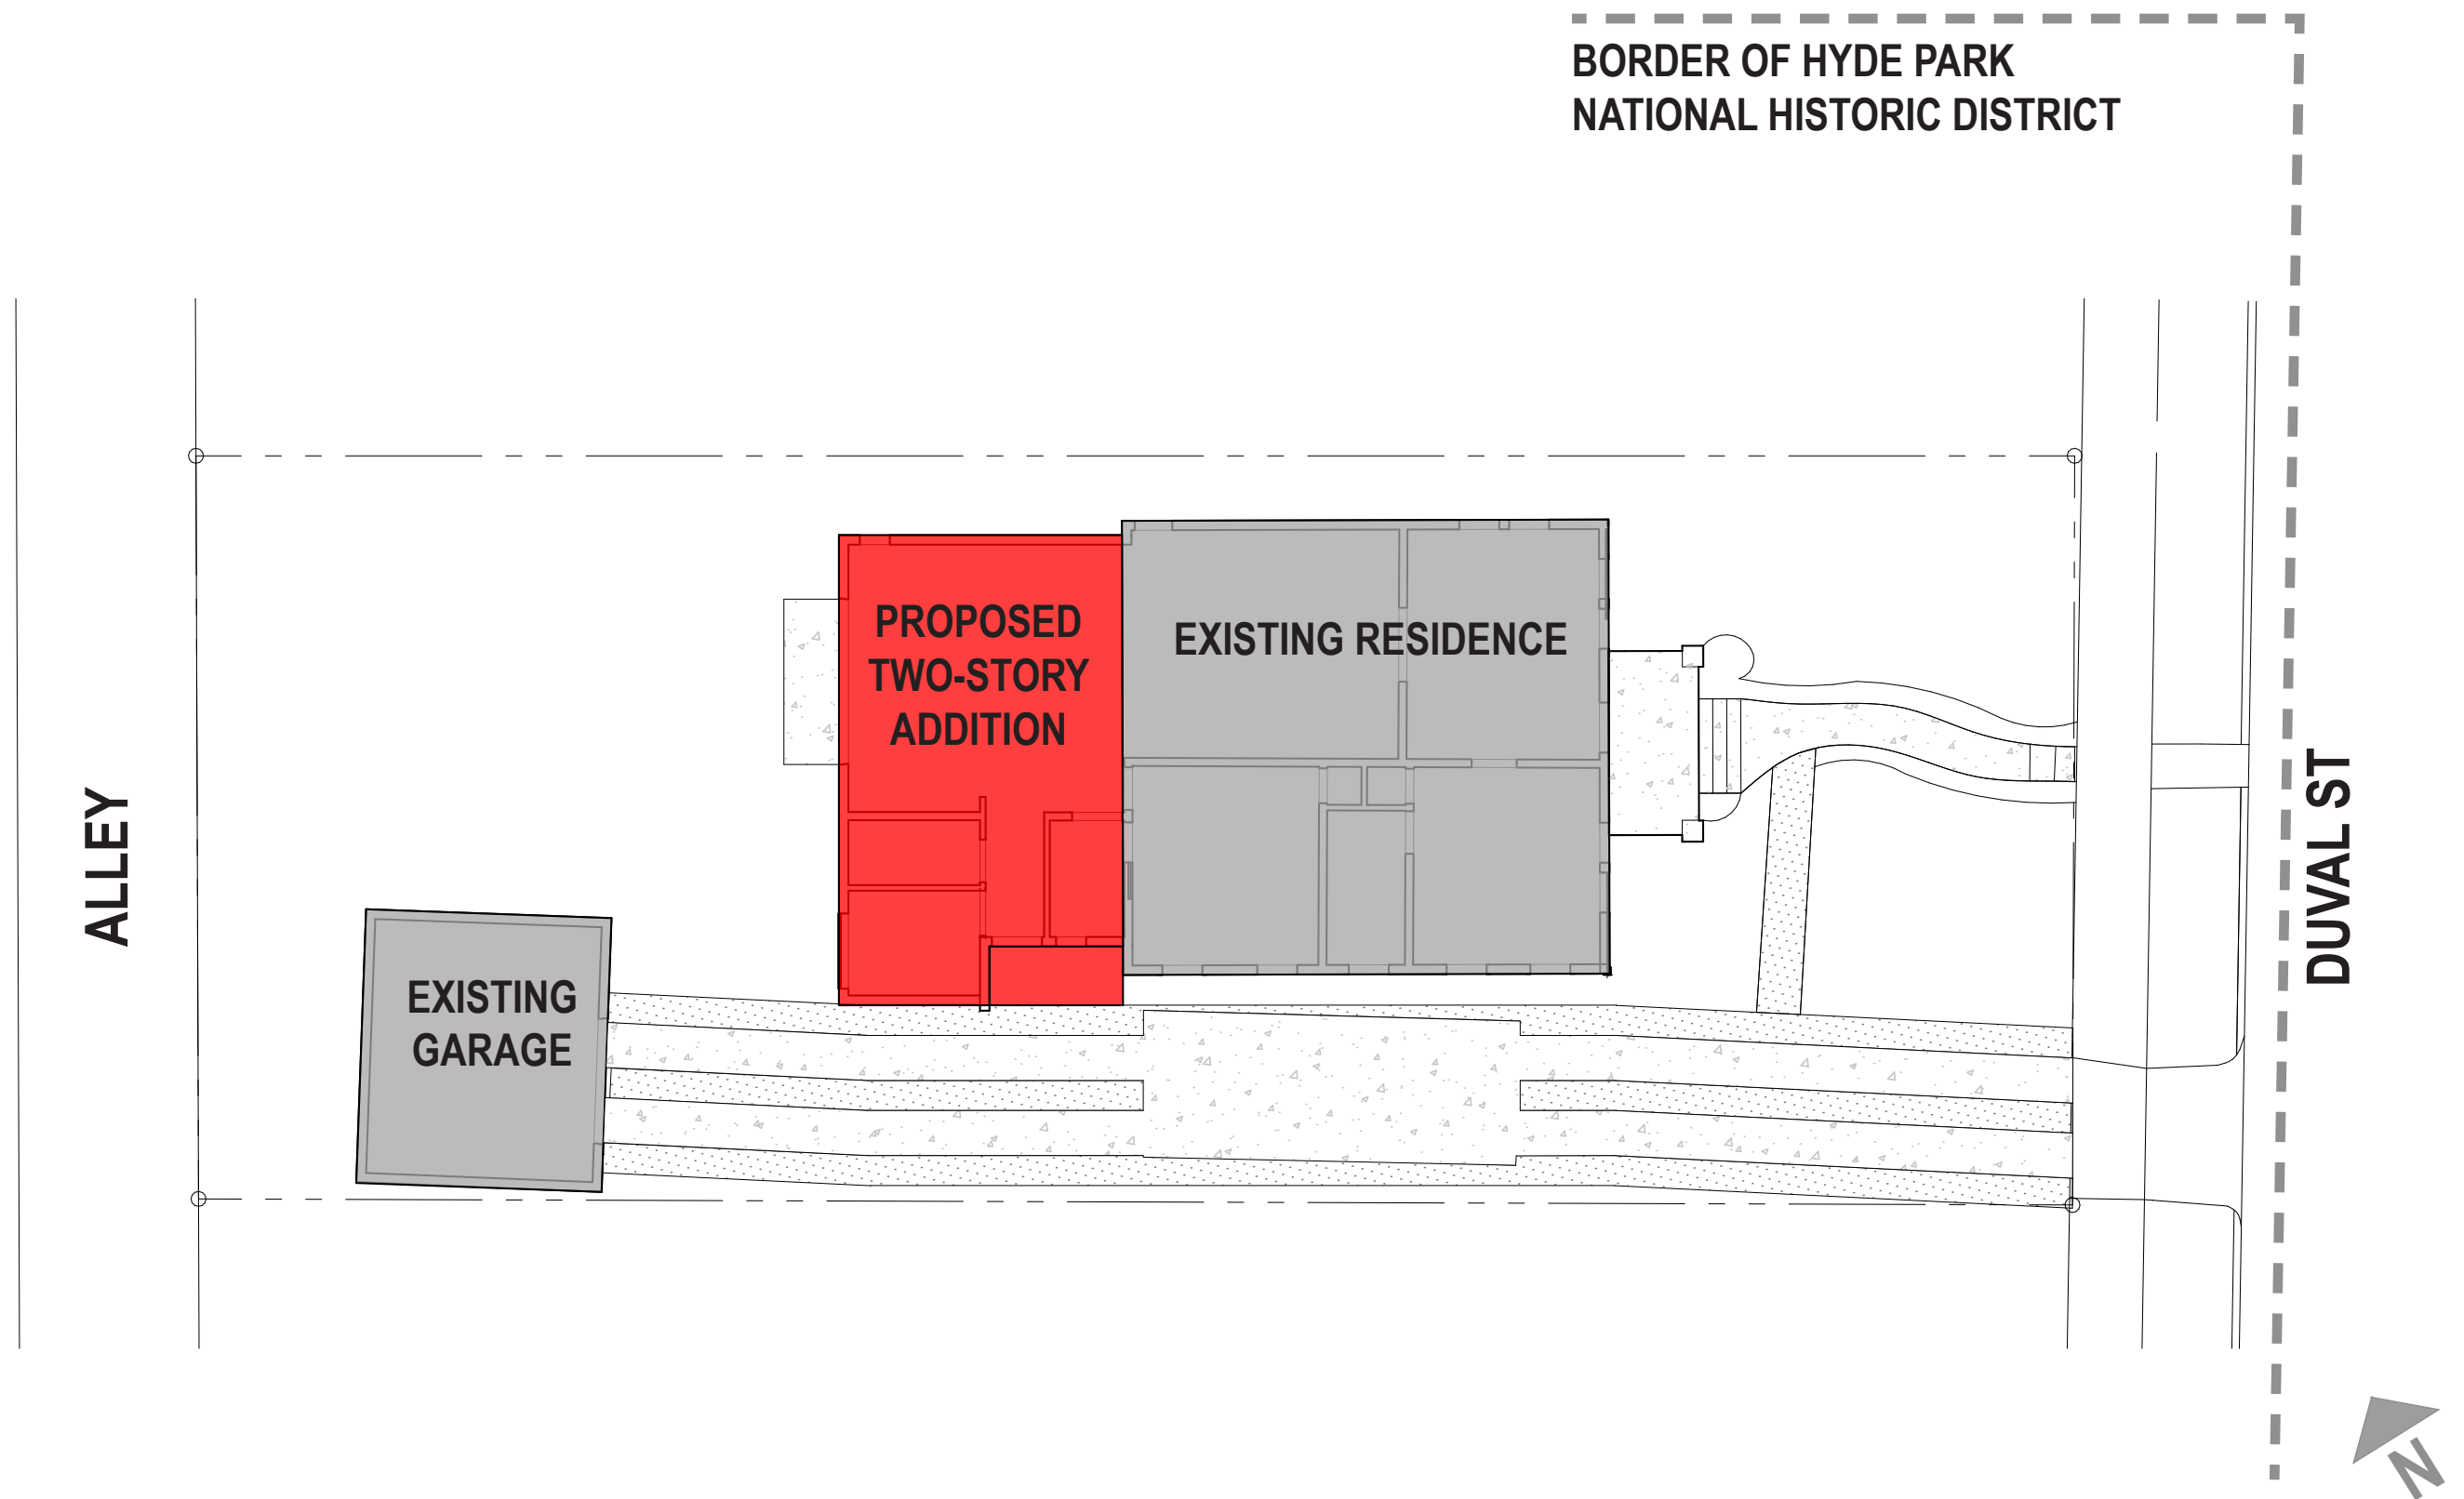 BORDER OF HYDE PARK
NATIONAL HISTORIC DISTRICT
PROPOSED
TWO-STORY
ADDITION
EXISTING RESIDENCE
ALLEY
DUVAL ST
EXISTING
GARAGE
N